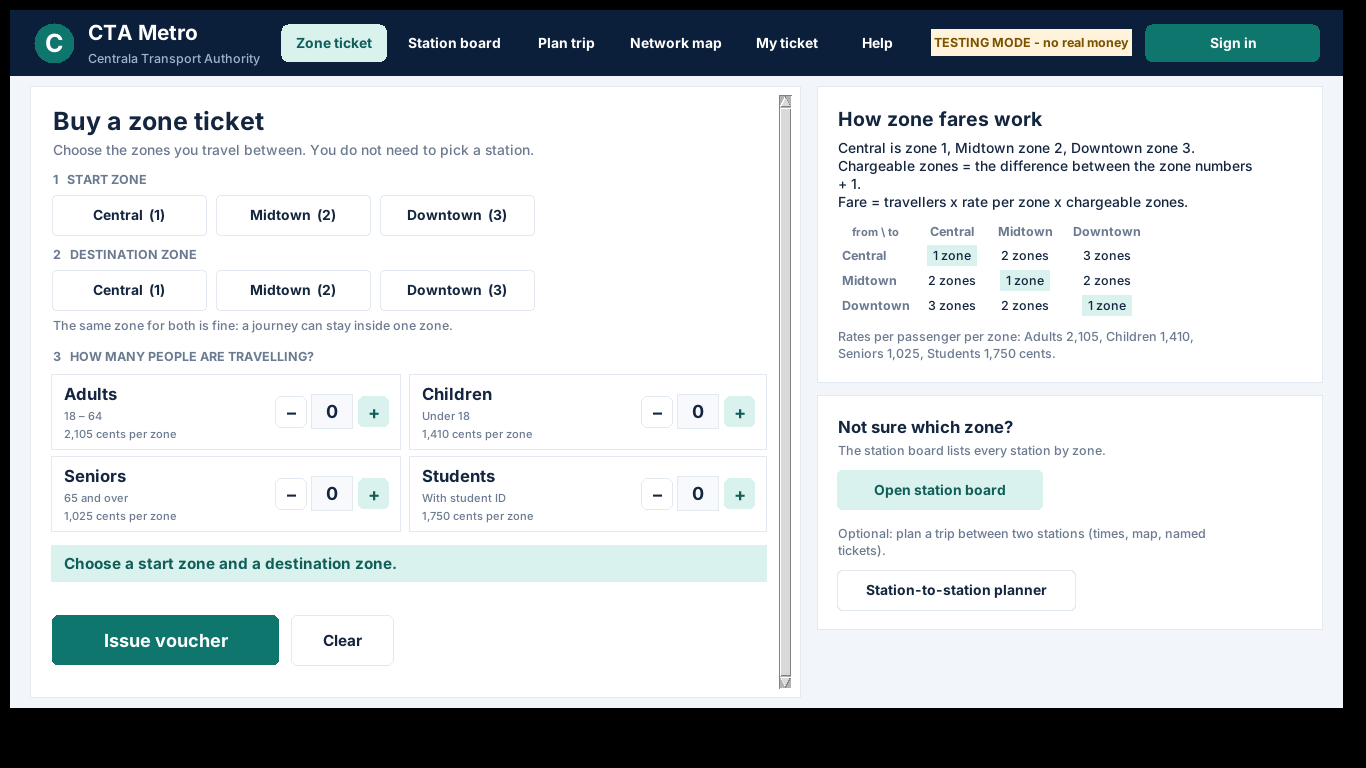 C
CTA Metro
Centrala Transport Authority
Zone ticket
Station board
Plan trip
Network map
My ticket
Help
TESTING MODE - no real money
Sign in
Buy a zone ticket
Choose the zones you travel between. You do not need to pick a station.
1 START ZONE
Central (1)
Midtown (2)
Downtown (3)
2 DESTINATION ZONE
Central (1)
Midtown (2)
Downtown (3)
The same zone for both is fine: a journey can stay inside one zone.
3 HOW MANY PEOPLE ARE TRAVELLING?
Adults
18 – 64
2,105 cents per zone
– 0 +
Children
Under 18
1,410 cents per zone
– 0 +
Seniors
65 and over
1,025 cents per zone
– 0 +
Students
With student ID
1,750 cents per zone
– 0 +
Choose a start zone and a destination zone.
Issue voucher
Clear
How zone fares work
Central is zone 1, Midtown zone 2, Downtown zone 3.
Chargeable zones = the difference between the zone numbers
+ 1.
Fare = travellers x rate per zone x chargeable zones.
from \ to Central Midtown Downtown
Central 1 zone 2 zones 3 zones
Midtown 2 zones 1 zone 2 zones
Downtown 3 zones 2 zones 1 zone
Rates per passenger per zone: Adults 2,105, Children 1,410,
Seniors 1,025, Students 1,750 cents.
Not sure which zone?
The station board lists every station by zone.
Open station board
Optional: plan a trip between two stations (times, map, named
tickets).
Station-to-station planner